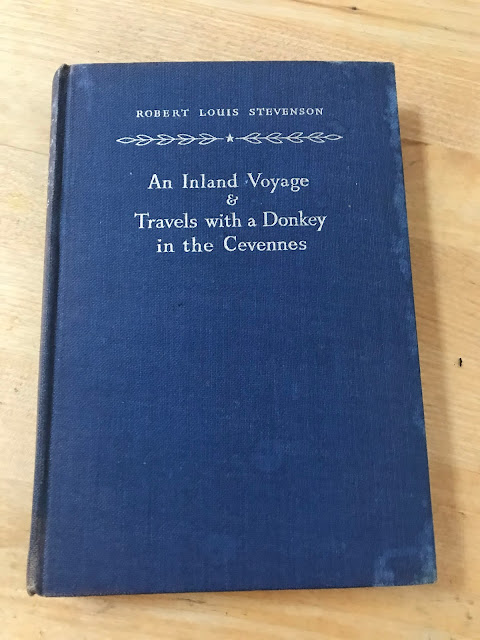 ROBERT LOUIS STEVENSON
An Inland Voyage
&
Travels with a Donkey
in the Cevennes